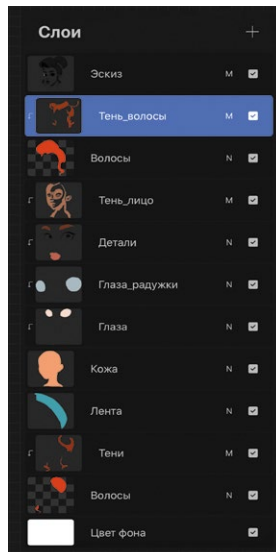 Слои
Эскиз M
Тень_волосы M
Волосы N
Тень_лицо M
Детали N
Глаза_радужки N
Глаза N
Кожа N
Лента N
Тени M
Волосы N
Цвет фона